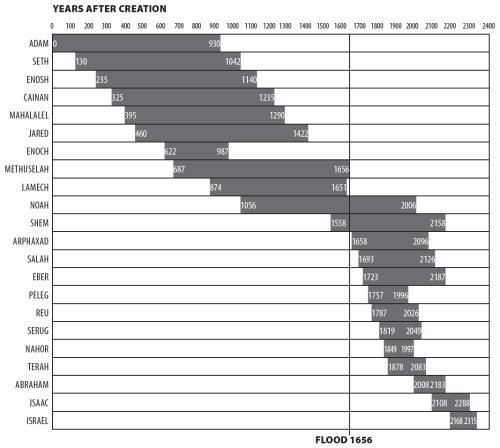 YEARS AFTER CREATION
0 100 200 300 400 500 600 700 800 900 1000 1100 1200 1300 1400 1500 1600 1700 1800 1900 2000 2100 2200 2300 2400
ADAM 0 930
SETH 130 1042
ENOSH 235 1140
CAINAN 325 1235
MAHALALEL 395 1290
JARED 460 1422
ENOCH 622 987
METHUSELAH 687 1656
LAMECH 874 1651
NOAH 1056 2006
SHEM 1558 2158
ARPHAXAD 1658 2096
SALAH 1693 2126
EBER 1723 2187
PELEG 1757 1996
REU 1787 2026
SERUG 1819 2049
NAHOR 1849 1997
TERAH 1878 2083
ABRAHAM 2008 2183
ISAAC 2108 2288
ISRAEL 2168 2315
FLOOD 1656